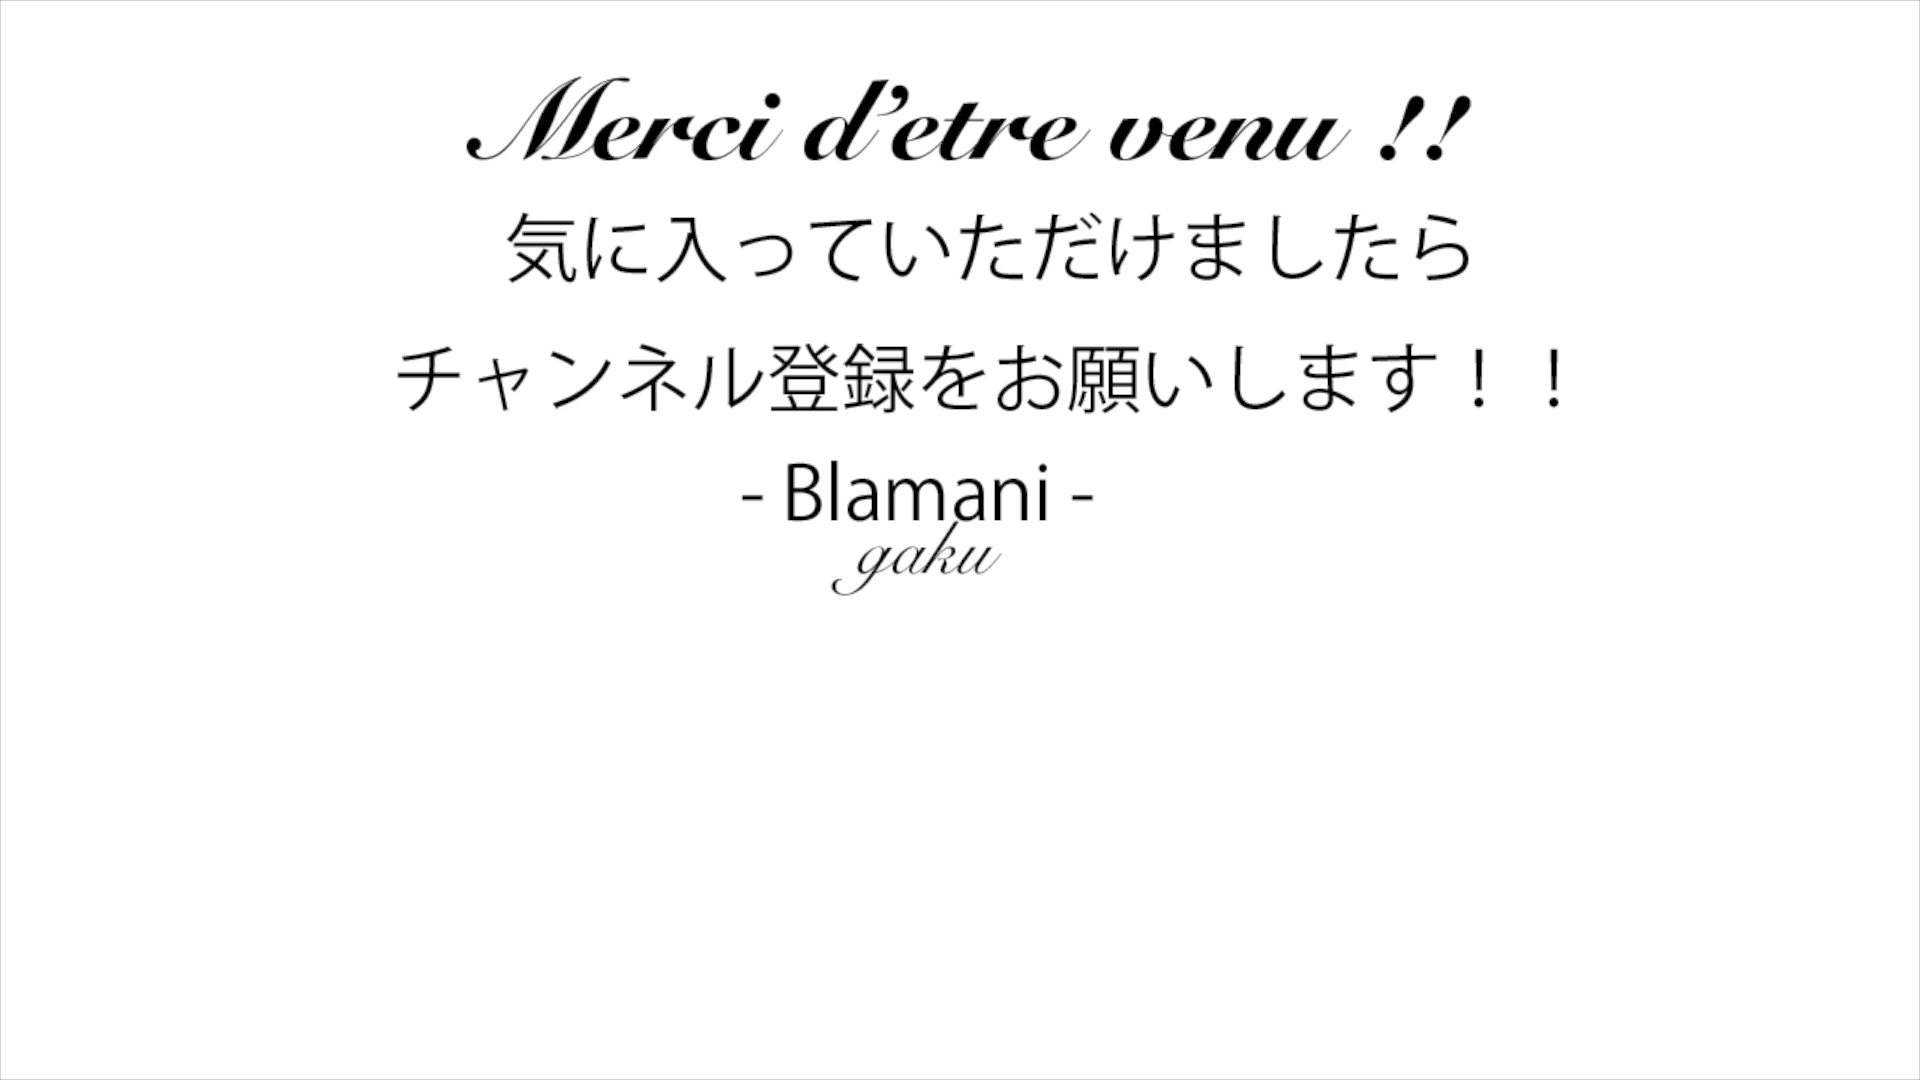 Merci d’etre venu !!
気に入っていただけましたら
チャンネル登録をお願いします！！
- Blamani -
gaku